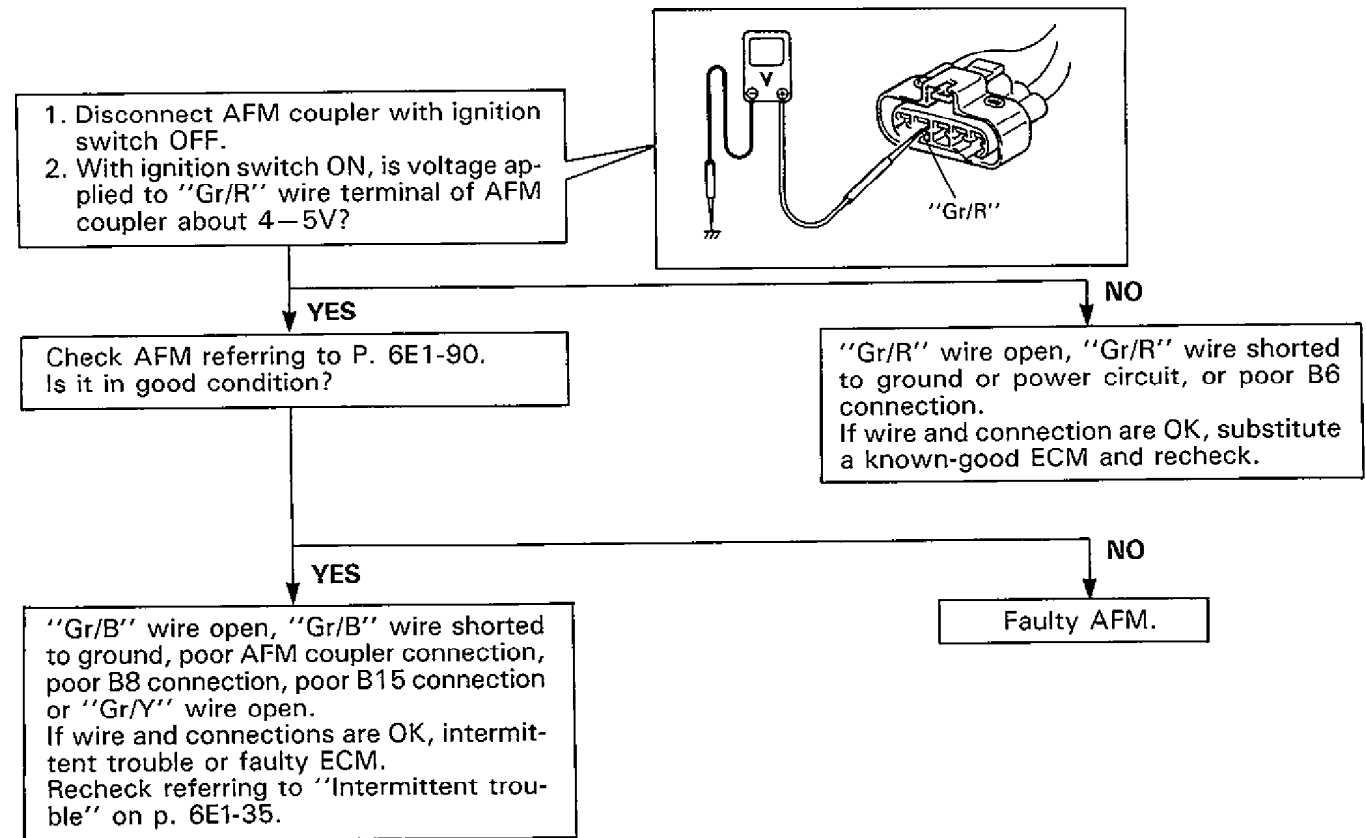 1. Disconnect AFM coupler with ignition
switch OFF.
2. With ignition switch ON, is voltage ap-
plied to ''Gr/R'' wire terminal of AFM
coupler about 4—5V?
V
''Gr/R''
YES
NO
Check AFM referring to P. 6E1-90.
Is it in good condition?
''Gr/R'' wire open, ''Gr/R'' wire shorted
to ground or power circuit, or poor B6
connection.
If wire and connection are OK, substitute
a known-good ECM and recheck.
YES
NO
''Gr/B'' wire open, ''Gr/B'' wire shorted
to ground, poor AFM coupler connection,
poor B8 connection, poor B15 connection
or ''Gr/Y'' wire open.
If wire and connections are OK, intermit-
tent trouble or faulty ECM.
Recheck referring to ''Intermittent trou-
ble'' on p. 6E1-35.
Faulty AFM.